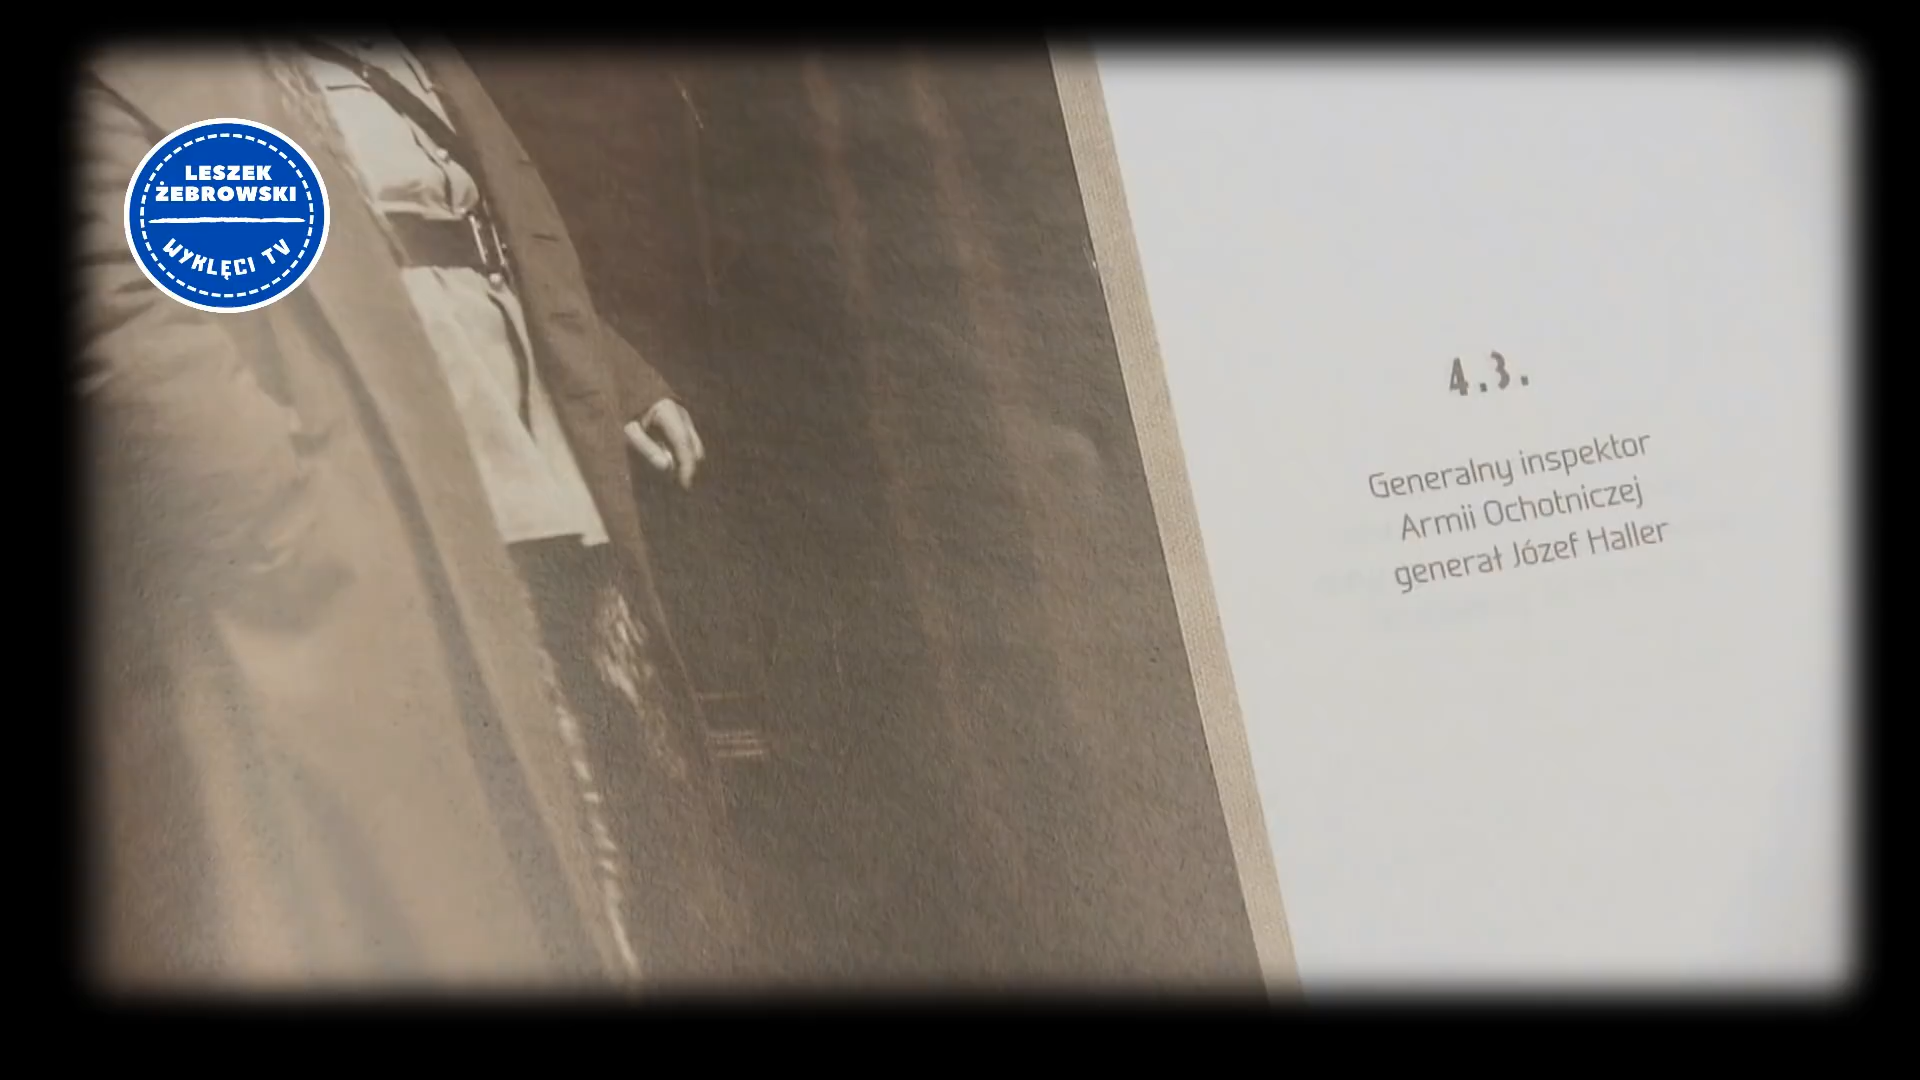 LESZEK
ŻEBROWSKI
WYKLĘCI TV
4.3.
Generalny inspektor
Armii Ochotniczej
generał Józef Haller